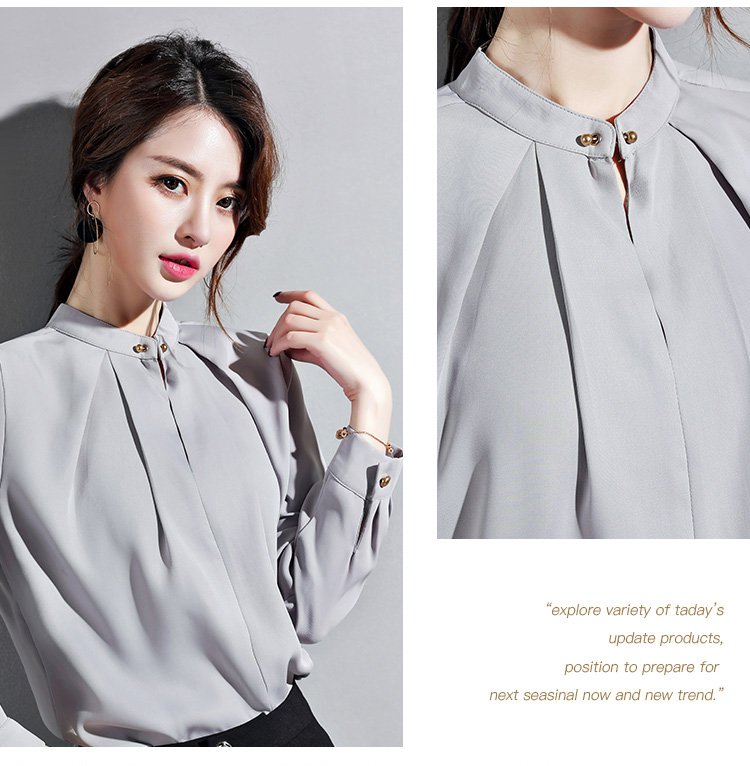 “explore variety of taday’s
update products,
position to prepare for
next seasinal now and new trend.”